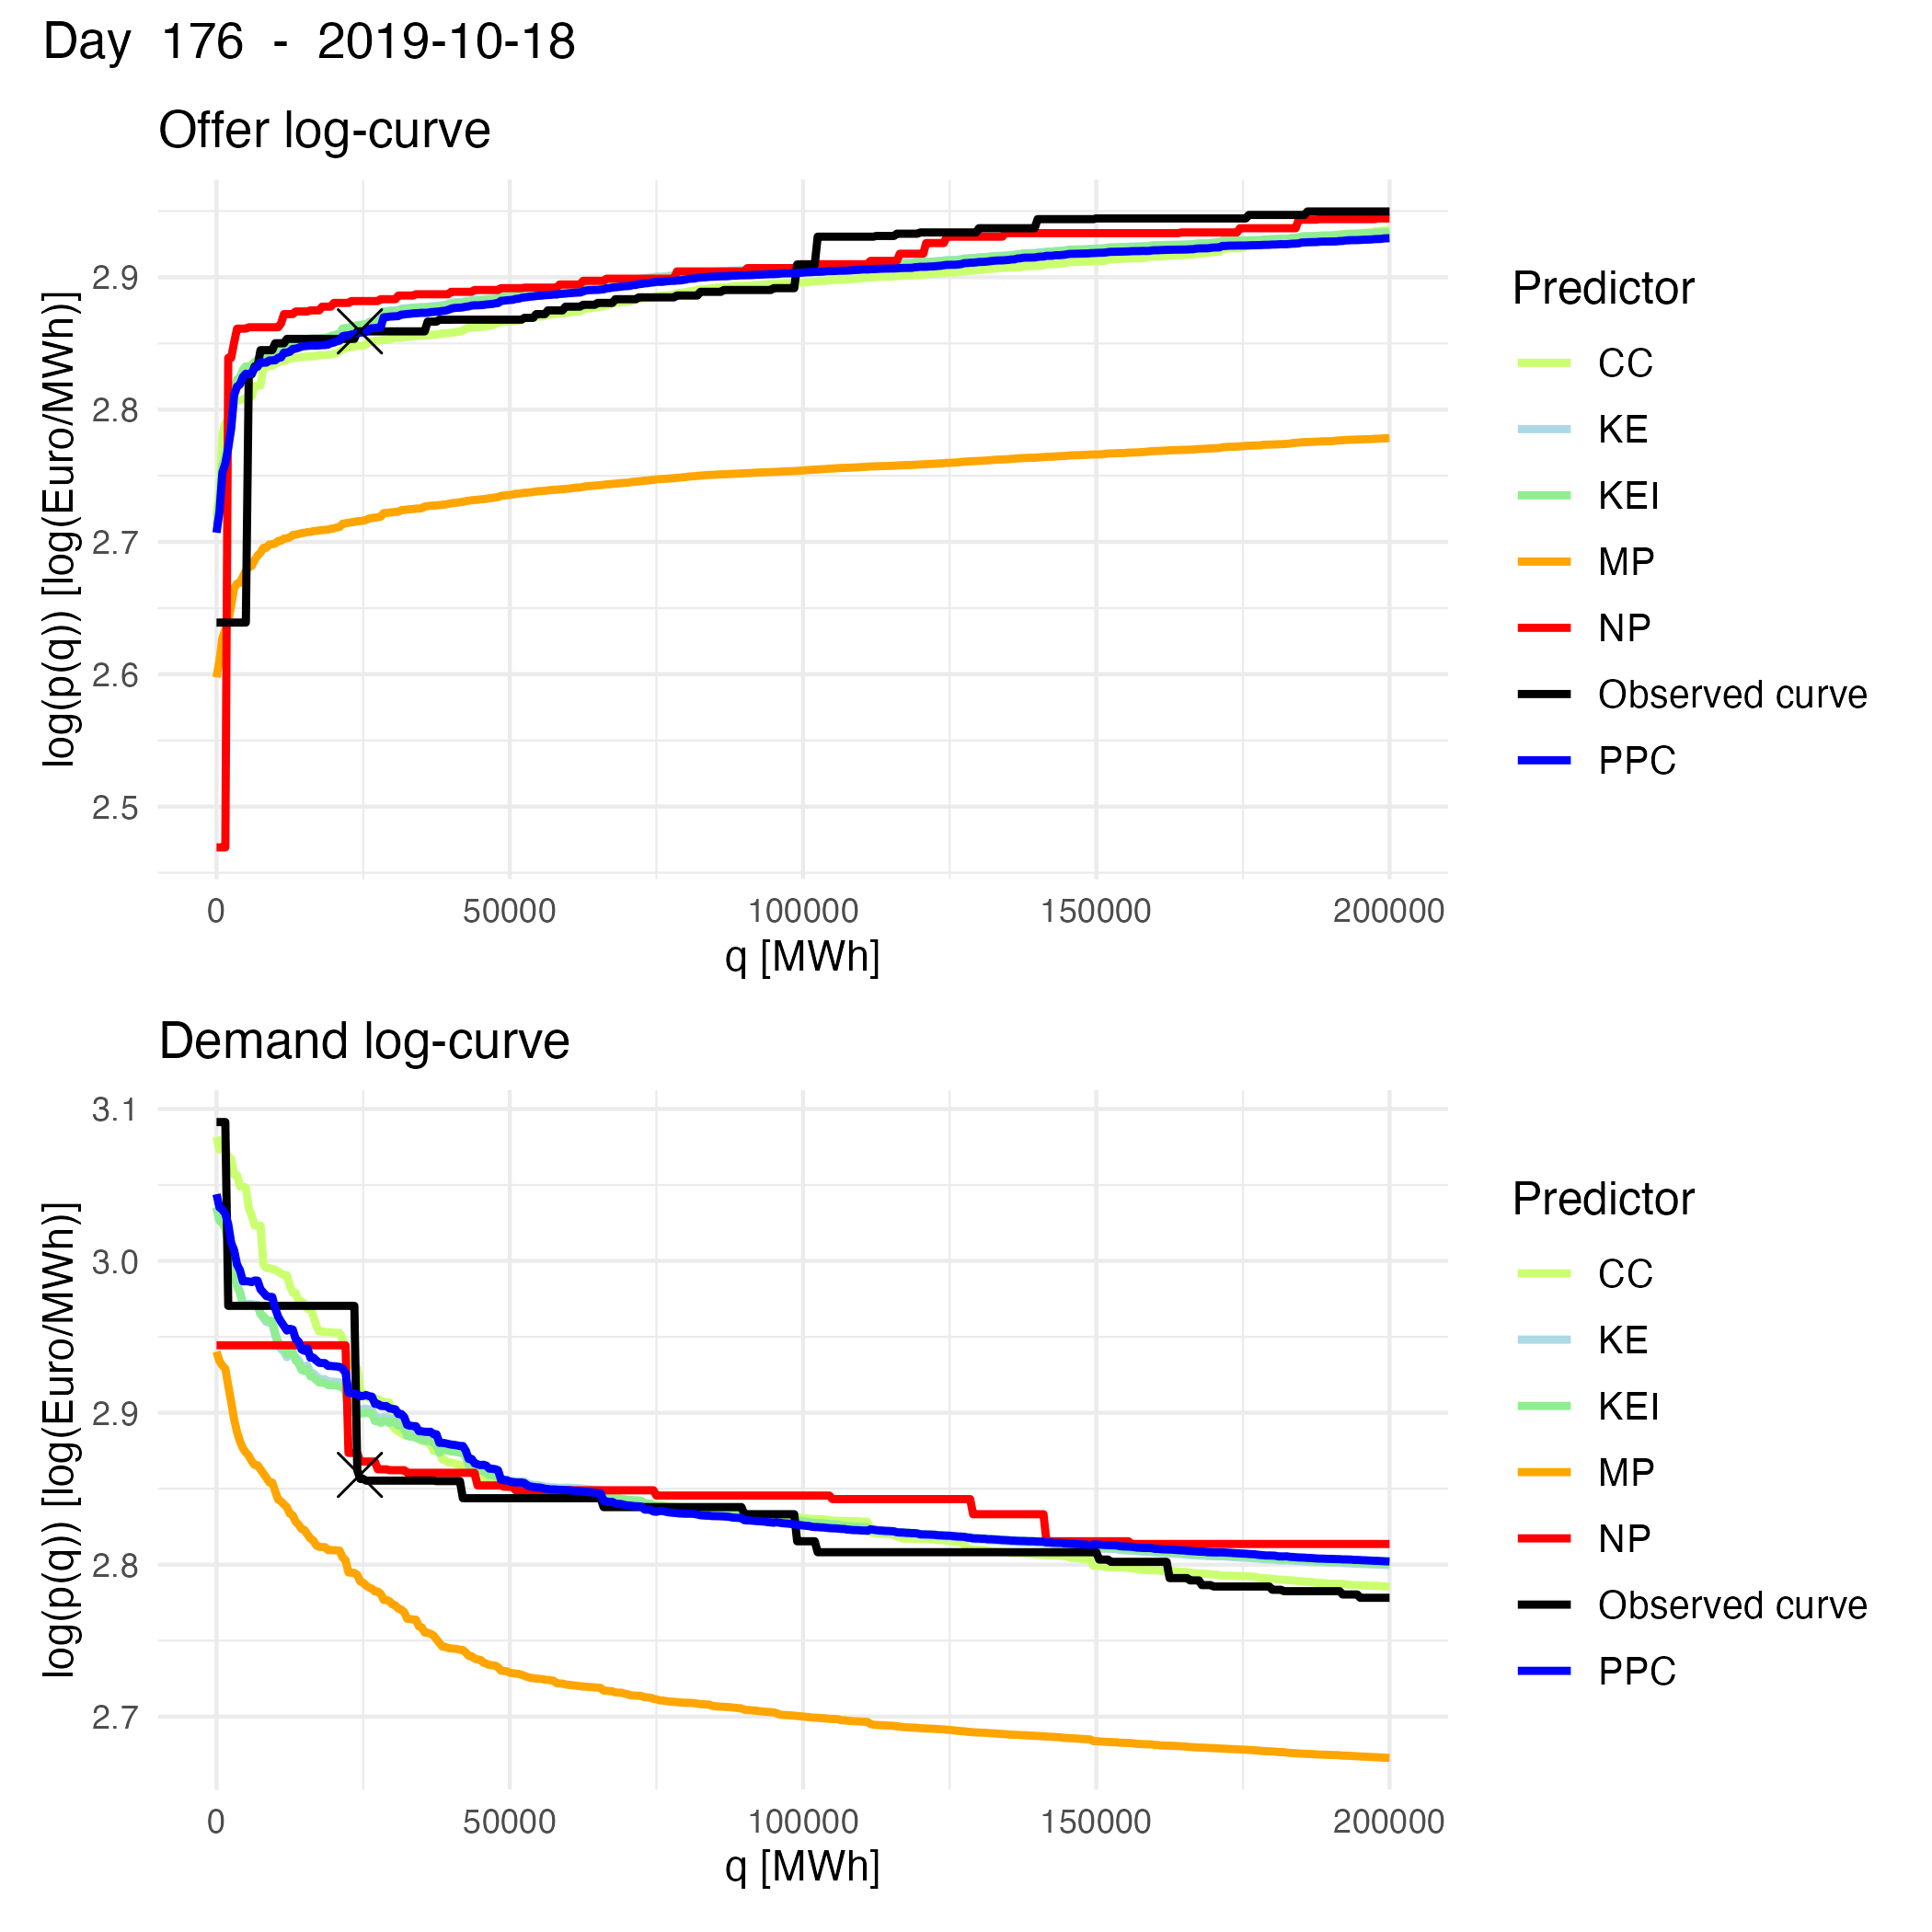 Day 176 - 2019-10-18
Offer log-curve
log(p(q)) [log(Euro/MWh)]
2.9
2.8
2.7
2.6
2.5
0 50000 100000 150000 200000
q [MWh]
Predictor
CC
KE
KEI
MP
NP
Observed curve
PPC
Demand log-curve
log(p(q)) [log(Euro/MWh)]
3.1
3.0
2.9
2.8
2.7
0 50000 100000 150000 200000
q [MWh]
Predictor
CC
KE
KEI
MP
NP
Observed curve
PPC